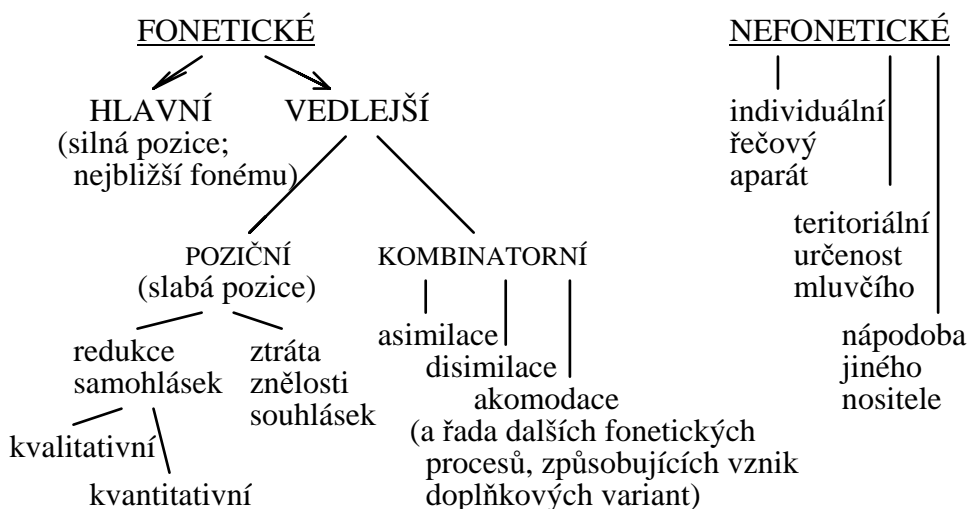 FONETICKÉ
HLAVNÍ
(silná pozice;
nejbližší fonému)
VEDLEJŠÍ
POZIČNÍ
(slabá pozice)
redukce
samohlásek
kvalitativní
kvantitativní
ztráta
znělosti
souhlásek
KOMBINATORNÍ
asimilace
disimilace
akomodace
(a řada dalších fonetických
procesů, způsobujících vznik
doplňkových variant)
NEFONETICKÉ
individuální
řečový
aparát
teritoriální
určenost
mluvčího
nápodoba
jiného
nositele